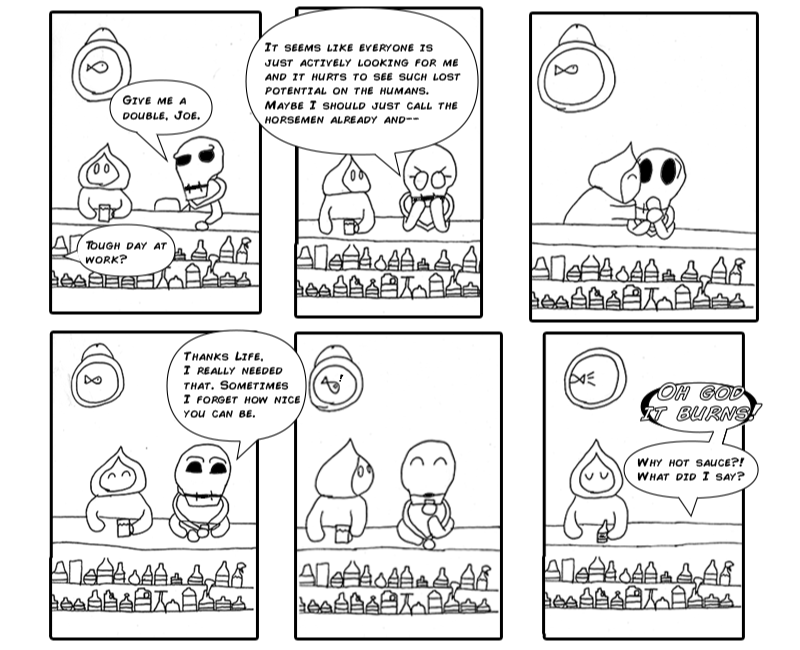 Give me a
double, Joe.
Tough day at
work?
It seems like everyone is
just actively looking for me
and it hurts to see such lost
potential on the humans.
Maybe I should just call the
horsemen already and--
Thanks Life,
I really needed
that. Sometimes
I forget how nice
you can be.
!
Oh god
it burns!
Why hot sauce?!
What did I say?